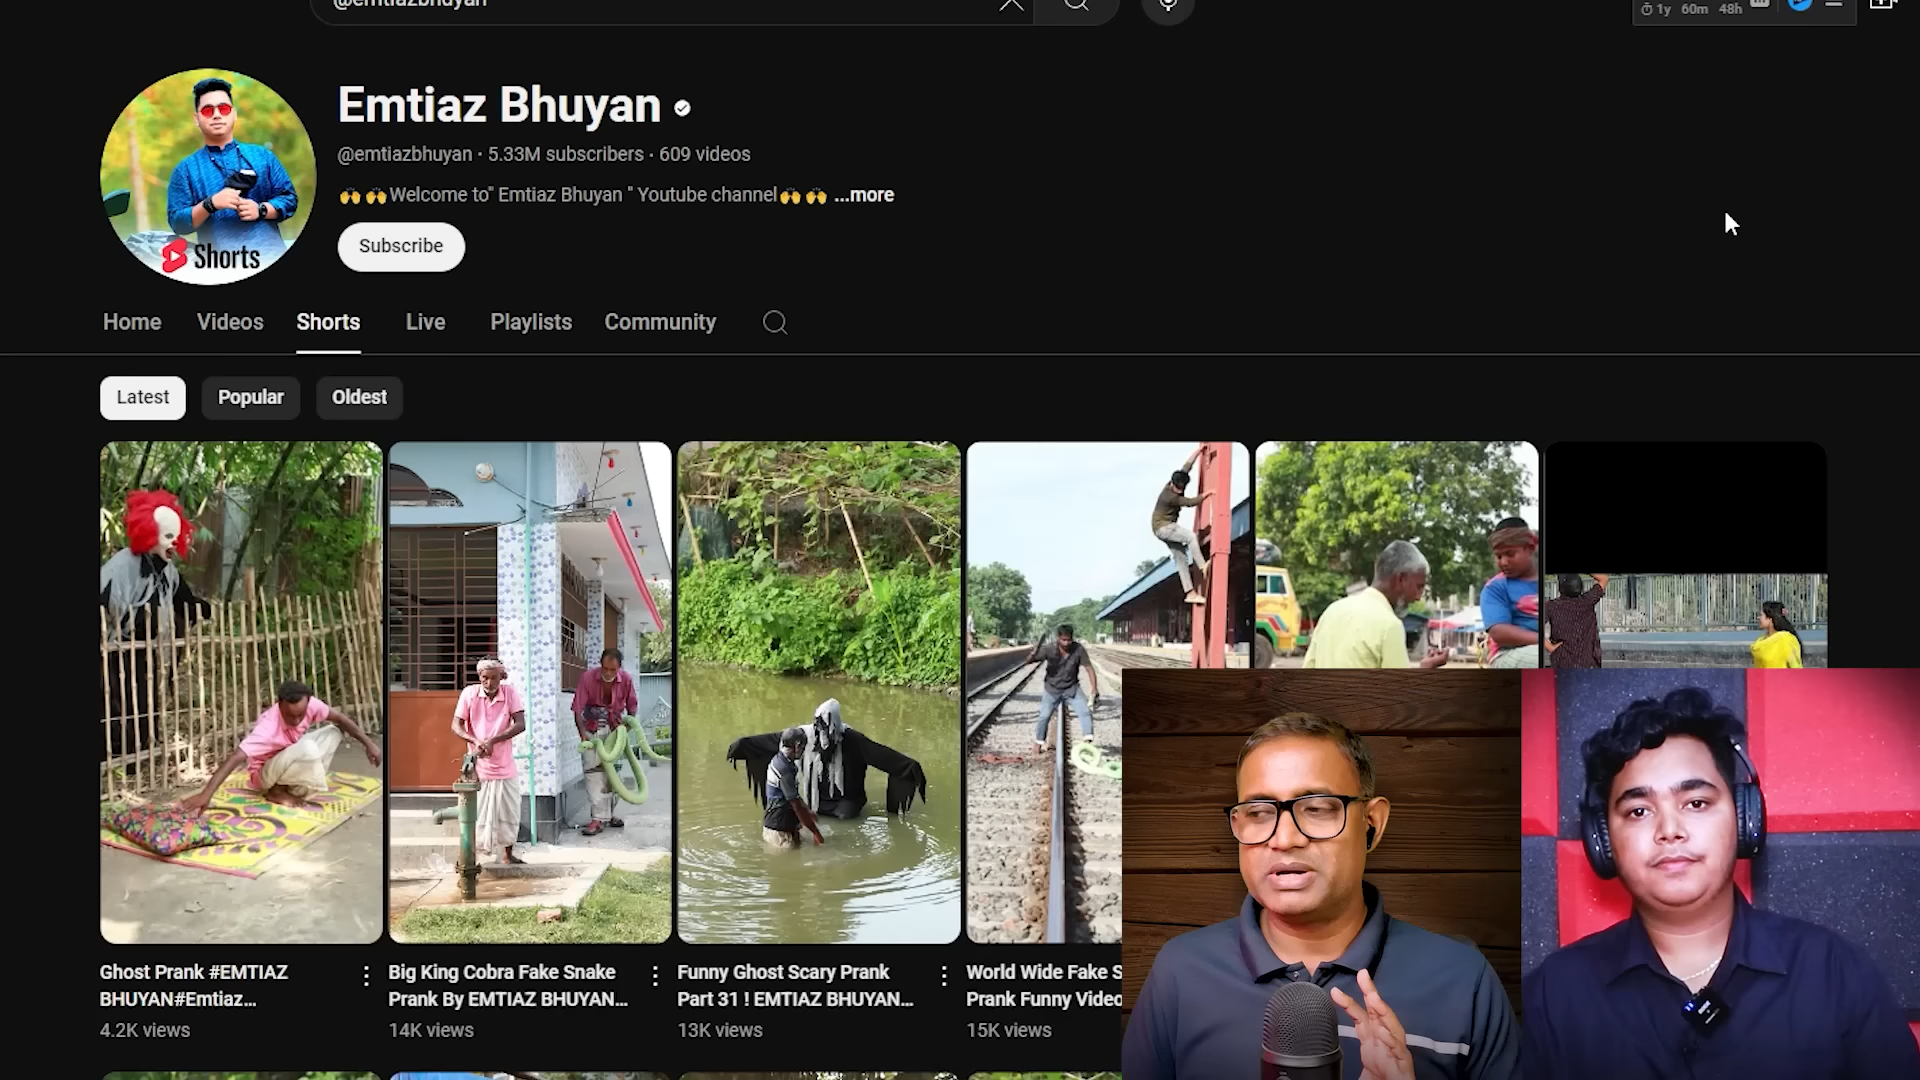 @emtiazbhuyan
1y 60m 48h
Emtiaz Bhuyan
@emtiazbhuyan · 5.33M subscribers · 609 videos
🙌 🙌Welcome to" Emtiaz Bhuyan " Youtube channel🙌 🙌 ...more
Subscribe
Shorts
Home Videos Shorts Live Playlists Community
Latest Popular Oldest
Ghost Prank #EMTIAZ
BHUYAN#Emtiaz...
4.2K views
Big King Cobra Fake Snake
Prank By EMTIAZ BHUYAN...
14K views
Funny Ghost Scary Prank
Part 31 ! EMTIAZ BHUYAN...
13K views
World Wide Fake S
Prank Funny Video
15K views